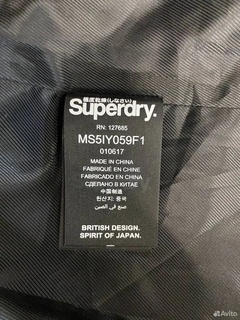 極度乾燥(しなさい)
Superdry.
RN: 127685
MS5IY059F1
010617
MADE IN CHINA
FABRIQUÉ EN CHINE
FABRICADO EN CHINA
СДЕЛАНО В КИТАЕ
中国制造
원산지: 중국
صنع في الصين
BRITISH DESIGN.
SPIRIT OF JAPAN.
Avito